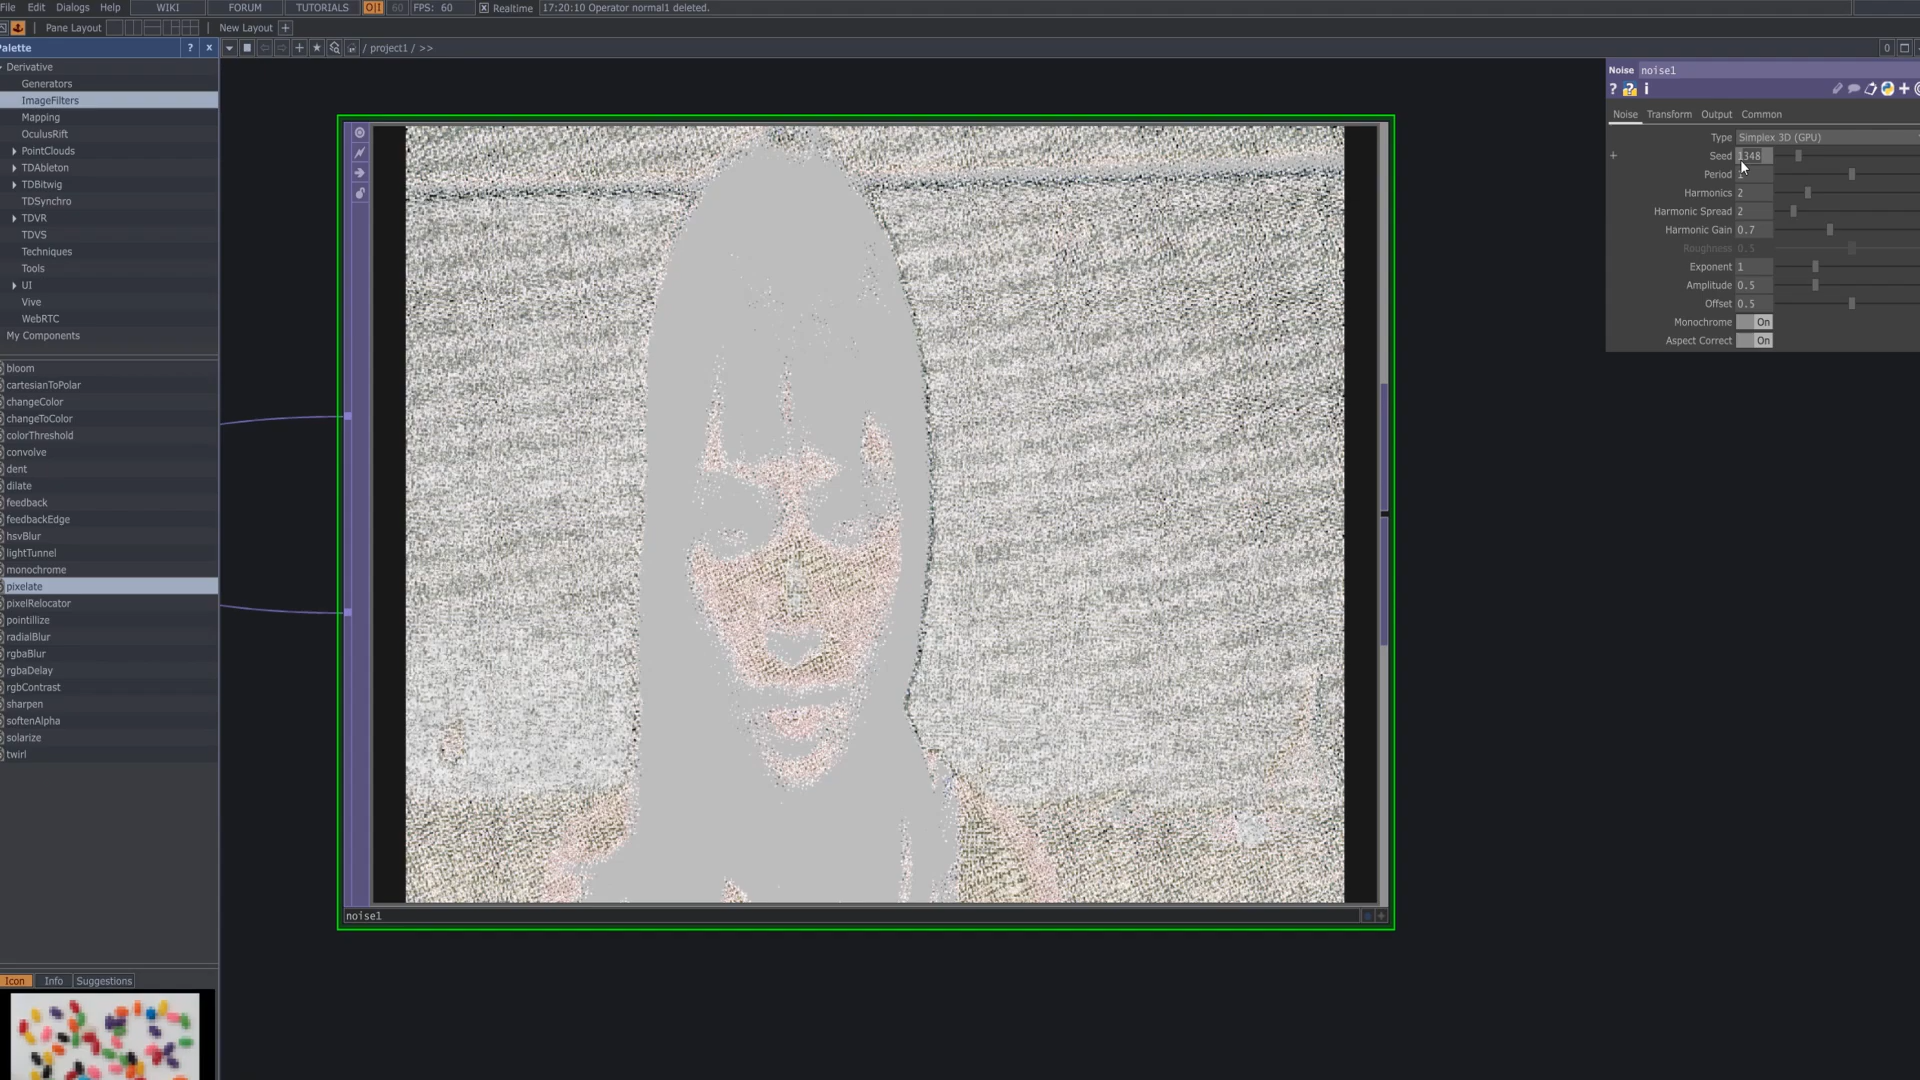 File Edit Dialogs Help WIKI FORUM TUTORIALS O|I 60 FPS: 60 Realtime 17:20:10 Operator normal1 deleted.
Pane Layout New Layout +
Palette ? x / project1 / >> 0
Derivative
Generators
ImageFilters
Mapping
OculusRift
PointClouds
TDAbleton
TDBitwig
TDSynchro
TDVR
TDVS
Techniques
Tools
UI
Vive
WebRTC
My Components
bloom
cartesianToPolar
changeColor
changeToColor
colorThreshold
convolve
dent
dilate
feedback
feedbackEdge
hsvBlur
lightTunnel
monochrome
pixelate
pixelRelocator
pointillize
radialBlur
rgbaBlur
rgbaDelay
rgbContrast
sharpen
softenAlpha
solarize
twirl
Icon Info Suggestions
noise1
Noise noise1
? ? i
Noise Transform Output Common
Type Simplex 3D (GPU)
+ Seed 1348
Period 1
Harmonics 2
Harmonic Spread 2
Harmonic Gain 0.7
Roughness 0.5
Exponent 1
Amplitude 0.5
Offset 0.5
Monochrome On
Aspect Correct On